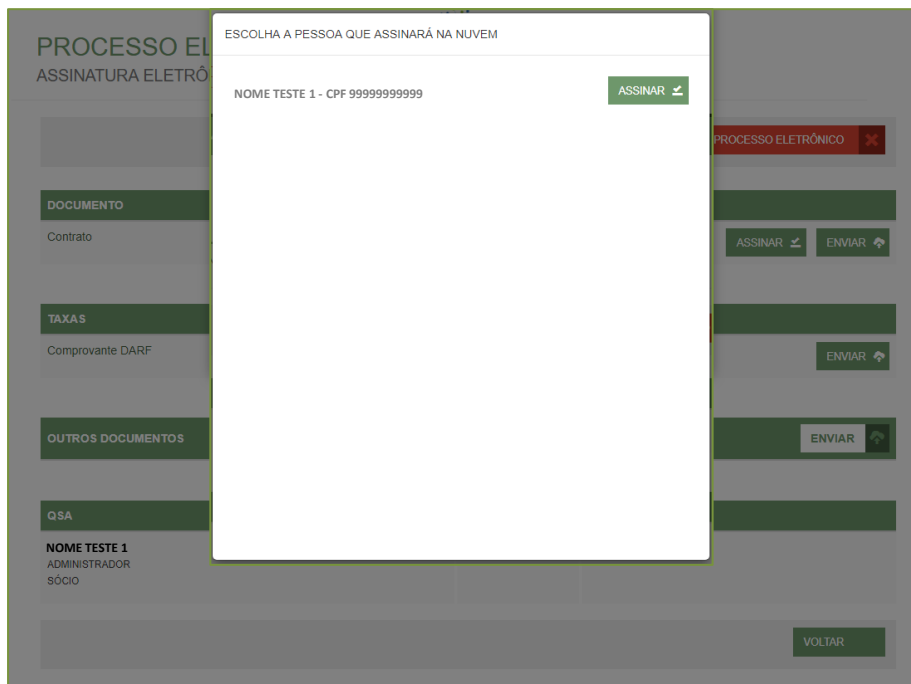 ESCOLHA A PESSOA QUE ASSINARÁ NA NUVEM
NOME TESTE 1 - CPF 99999999999
ASSINAR
PROCESSO EL
ASSINATURA ELETRÔ
PROCESSO ELETRÔNICO
DOCUMENTO
Contrato
ASSINAR
ENVIAR
TAXAS
Comprovante DARF
ENVIAR
OUTROS DOCUMENTOS
ENVIAR
QSA
NOME TESTE 1
ADMINISTRADOR
SÓCIO
VOLTAR